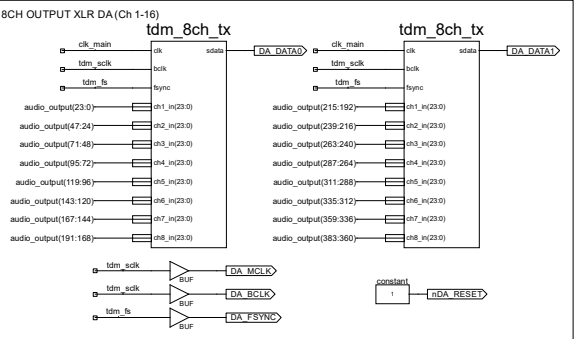 8CH OUTPUT XLR DA (Ch 1-16)
tdm_8ch_tx
clk_main
clk
sdata
DA_DATA0
tdm_sclk
bclk
tdm_fs
fsync
audio_output(23:0)
ch1_in(23:0)
audio_output(47:24)
ch2_in(23:0)
audio_output(71:48)
ch3_in(23:0)
audio_output(95:72)
ch4_in(23:0)
audio_output(119:96)
ch5_in(23:0)
audio_output(143:120)
ch6_in(23:0)
audio_output(167:144)
ch7_in(23:0)
audio_output(191:168)
ch8_in(23:0)
tdm_8ch_tx
clk_main
clk
sdata
DA_DATA1
tdm_sclk
bclk
tdm_fs
fsync
audio_output(215:192)
ch1_in(23:0)
audio_output(239:216)
ch2_in(23:0)
audio_output(263:240)
ch3_in(23:0)
audio_output(287:264)
ch4_in(23:0)
audio_output(311:288)
ch5_in(23:0)
audio_output(335:312)
ch6_in(23:0)
audio_output(359:336)
ch7_in(23:0)
audio_output(383:360)
ch8_in(23:0)
tdm_sclk
BUF
DA_MCLK
tdm_sclk
BUF
DA_BCLK
tdm_fs
BUF
DA_FSYNC
constant
1
nDA_RESET